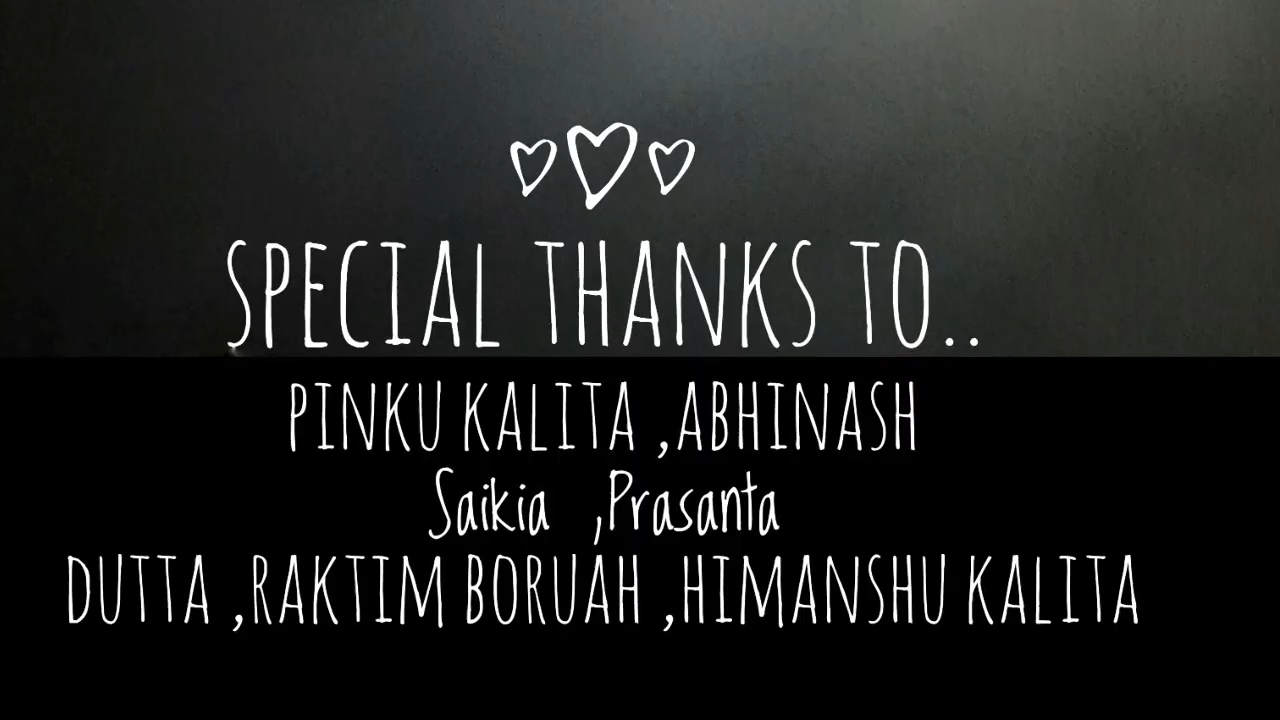 SPECIAL THANKS TO..
PINKU KALITA ,ABHINASH
Saikia ,Prasanta
DUTTA ,RAKTIM BORUAH ,HIMANSHU KALITA